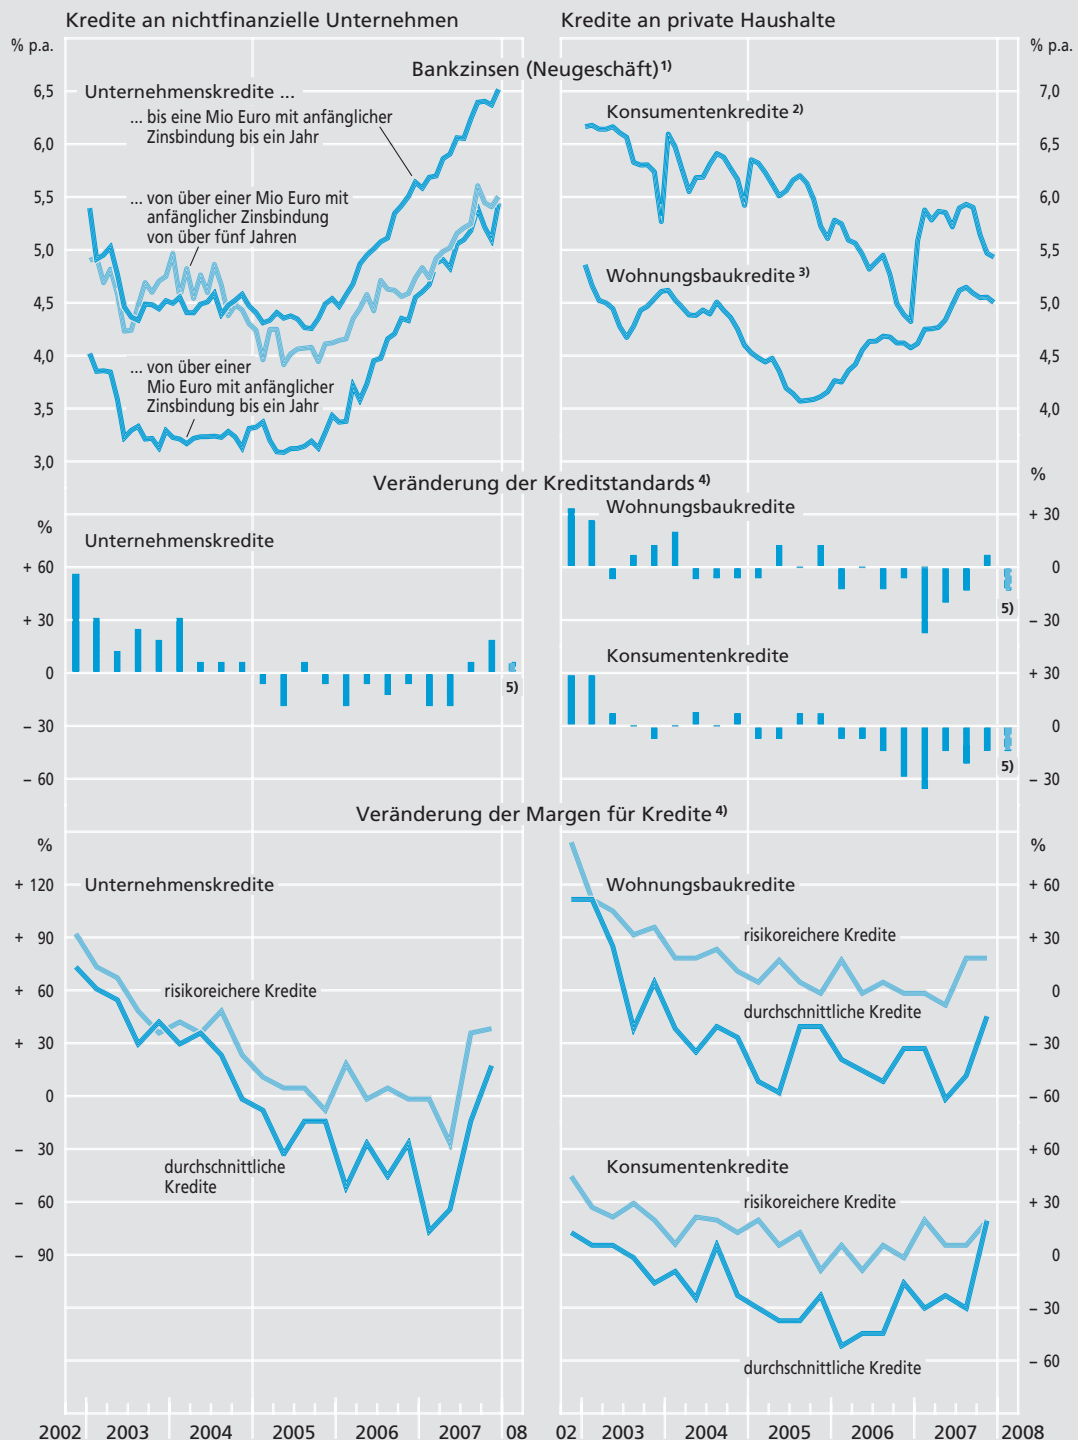 Kredite an nichtfinanzielle Unternehmen
Kredite an private Haushalte
% p.a.
% p.a.
Bankzinsen (Neugeschäft) 1)
6,5
6,0
5,5
5,0
4,5
4,0
3,5
3,0
Unternehmenskredite ...
... bis eine Mio Euro mit anfänglicher
Zinsbindung bis ein Jahr
... von über einer Mio Euro mit
anfänglicher Zinsbindung
von über fünf Jahren
... von über einer
Mio Euro mit anfänglicher
Zinsbindung bis ein Jahr
Konsumentenkredite 2)
Wohnungsbaukredite 3)
7,0
6,5
6,0
5,5
5,0
4,5
4,0
Veränderung der Kreditstandards 4)
%
Unternehmenskredite
+ 60
+ 30
0
– 30
– 60
5)
%
Wohnungsbaukredite
+ 30
0
– 30
5)
Konsumentenkredite
+ 30
0
– 30
5)
Veränderung der Margen für Kredite 4)
%
Unternehmenskredite
+ 120
+ 90
+ 60
+ 30
0
– 30
– 60
– 90
risikoreichere Kredite
durchschnittliche
Kredite
%
Wohnungsbaukredite
+ 60
+ 30
0
– 30
– 60
risikoreichere Kredite
durchschnittliche Kredite
Konsumentenkredite
+ 60
+ 30
0
– 30
– 60
risikoreichere Kredite
durchschnittliche Kredite
2002 2003 2004 2005 2006 2007 08
02 2003 2004 2005 2006 2007 2008